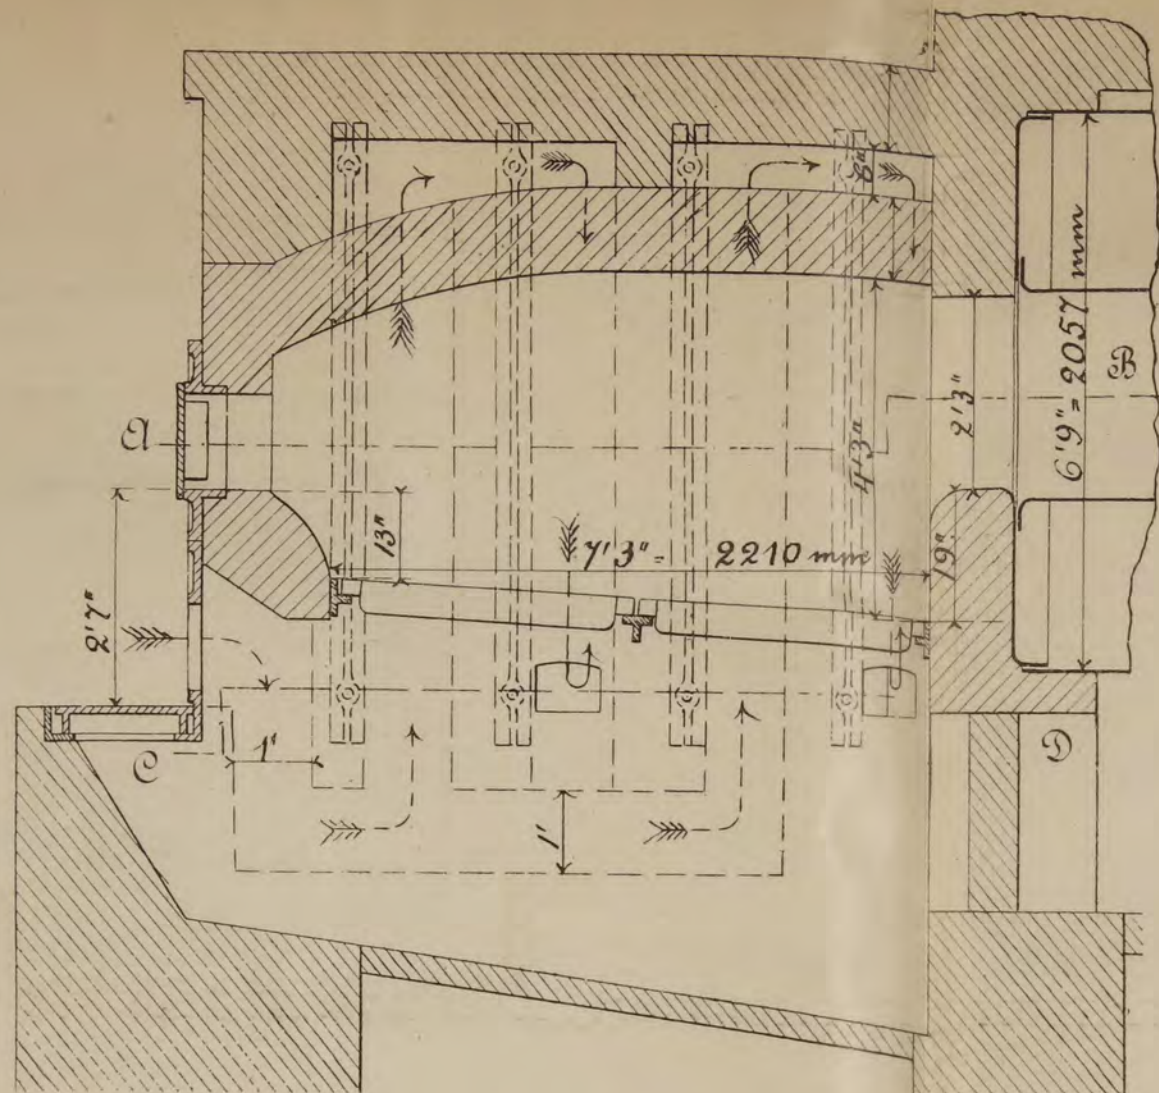 8"
6'9" = 2057 mm
B
2'3"
A
4'3"
13"
7'3" = 2210 mm
19"
2'7"
C
1'
D
1'